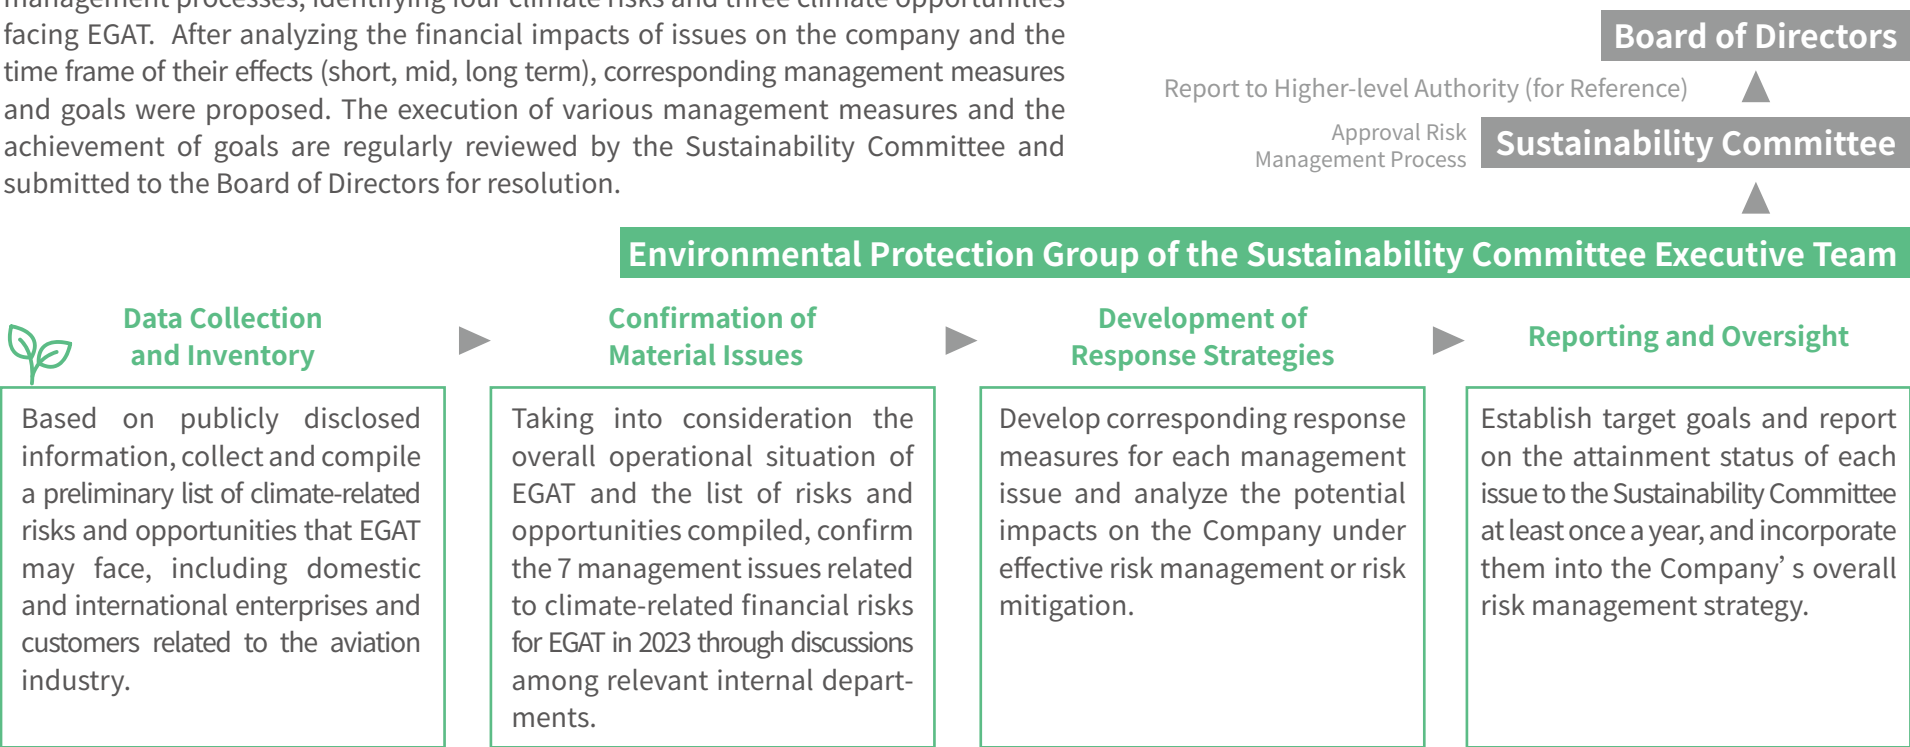 management processes, identifying four climate risks and three climate opportunities
facing EGAT. After analyzing the financial impacts of issues on the company and the
time frame of their effects (short, mid, long term), corresponding management measures
and goals were proposed. The execution of various management measures and the
achievement of goals are regularly reviewed by the Sustainability Committee and
submitted to the Board of Directors for resolution.
Board of Directors
Report to Higher-level Authority (for Reference)
Approval Risk
Management Process
Sustainability Committee
Environmental Protection Group of the Sustainability Committee Executive Team
Data Collection
and Inventory
Based on publicly disclosed
information, collect and compile
a preliminary list of climate-related
risks and opportunities that EGAT
may face, including domestic
and international enterprises and
customers related to the aviation
industry.
Confirmation of
Material Issues
Taking into consideration the
overall operational situation of
EGAT and the list of risks and
opportunities compiled, confirm
the 7 management issues related
to climate-related financial risks
for EGAT in 2023 through discussions
among relevant internal depart-
ments.
Development of
Response Strategies
Develop corresponding response
measures for each management
issue and analyze the potential
impacts on the Company under
effective risk management or risk
mitigation.
Reporting and Oversight
Establish target goals and report
on the attainment status of each
issue to the Sustainability Committee
at least once a year, and incorporate
them into the Company’ s overall
risk management strategy.